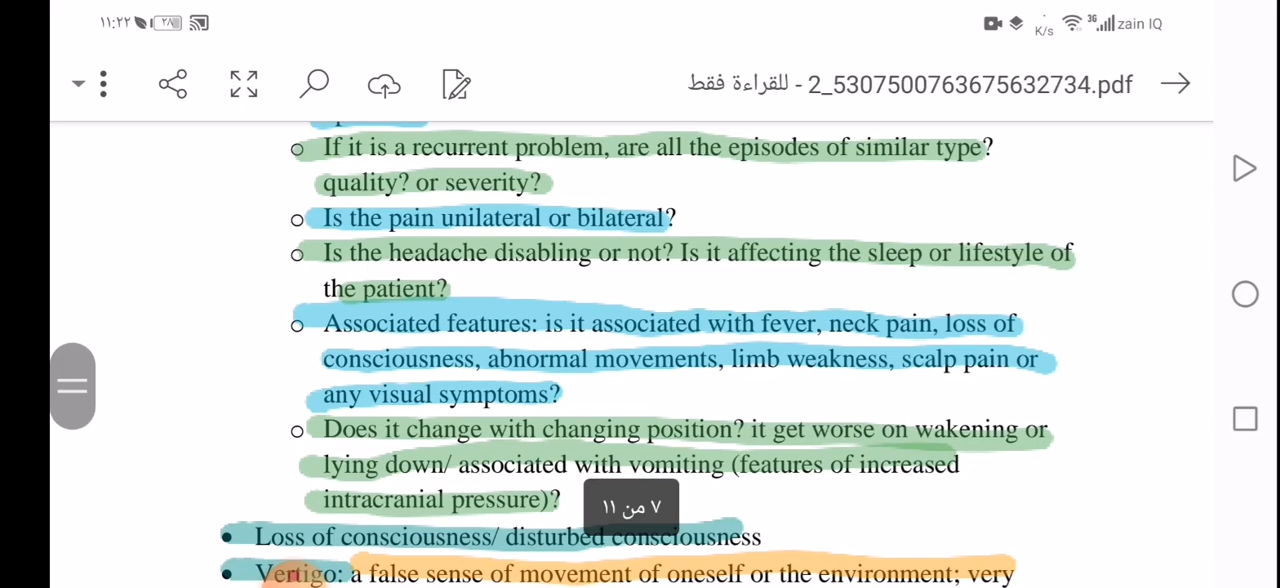 ١١:٢٢ ٢٨ K/s 3G zain IQ
2_5307500763675632734.pdf - للقراءة فقط
o If it is a recurrent problem, are all the episodes of similar type?
quality? or severity?
o Is the pain unilateral or bilateral?
o Is the headache disabling or not? Is it affecting the sleep or lifestyle of
the patient?
o Associated features: is it associated with fever, neck pain, loss of
consciousness, abnormal movements, limb weakness, scalp pain or
any visual symptoms?
o Does it change with changing position? it get worse on wakening or
lying down/ associated with vomiting (features of increased
intracranial pressure)?
٧ من ١١
• Loss of consciousness/ disturbed consciousness
• Vertigo: a false sense of movement of oneself or the environment; very